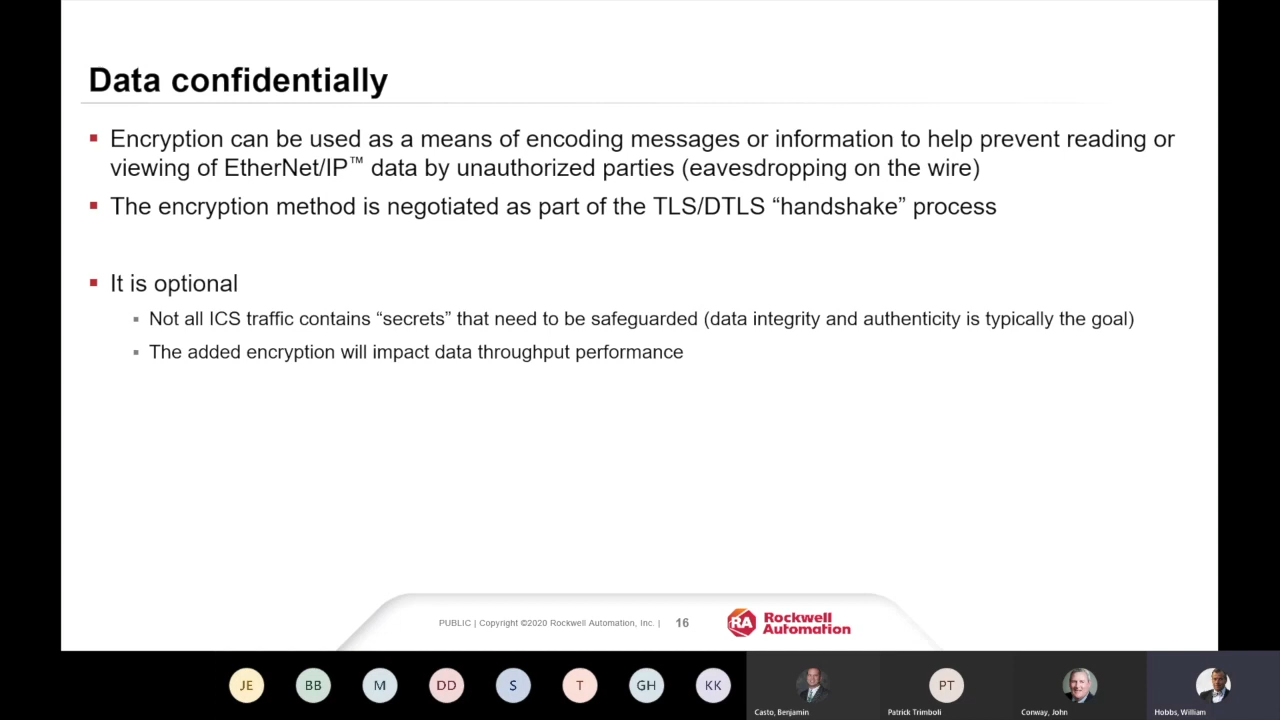 Data confidentially
Encryption can be used as a means of encoding messages or information to help prevent reading or
viewing of EtherNet/IP™ data by unauthorized parties (eavesdropping on the wire)
The encryption method is negotiated as part of the TLS/DTLS “handshake” process
It is optional
Not all ICS traffic contains “secrets” that need to be safeguarded (data integrity and authenticity is typically the goal)
The added encryption will impact data throughput performance
PUBLIC | Copyright ©2020 Rockwell Automation, Inc. | 16
RA Rockwell
Automation
JE BB M DD S T GH KK PT
Casto, Benjamin Patrick Trimboli Conway, John Hobbs, William